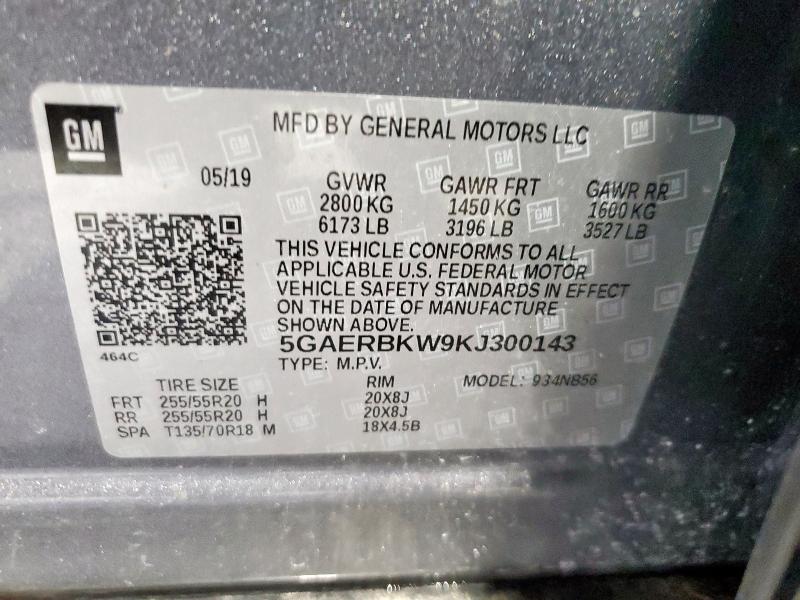 GM
MFD BY GENERAL MOTORS LLC
05/19
GVWR GAWR FRT GAWR RR
2800 KG 1450 KG 1600 KG
6173 LB 3196 LB 3527 LB
THIS VEHICLE CONFORMS TO ALL
APPLICABLE U.S. FEDERAL MOTOR
VEHICLE SAFETY STANDARDS IN EFFECT
ON THE DATE OF MANUFACTURE
SHOWN ABOVE.
464C
5GAERBKW9KJ300143
TYPE: M.P.V.
TIRE SIZE RIM MODEL: 934NB56
FRT 255/55R20 H 20X8J
RR 255/55R20 H 20X8J
SPA T135/70R18 M 18X4.5B